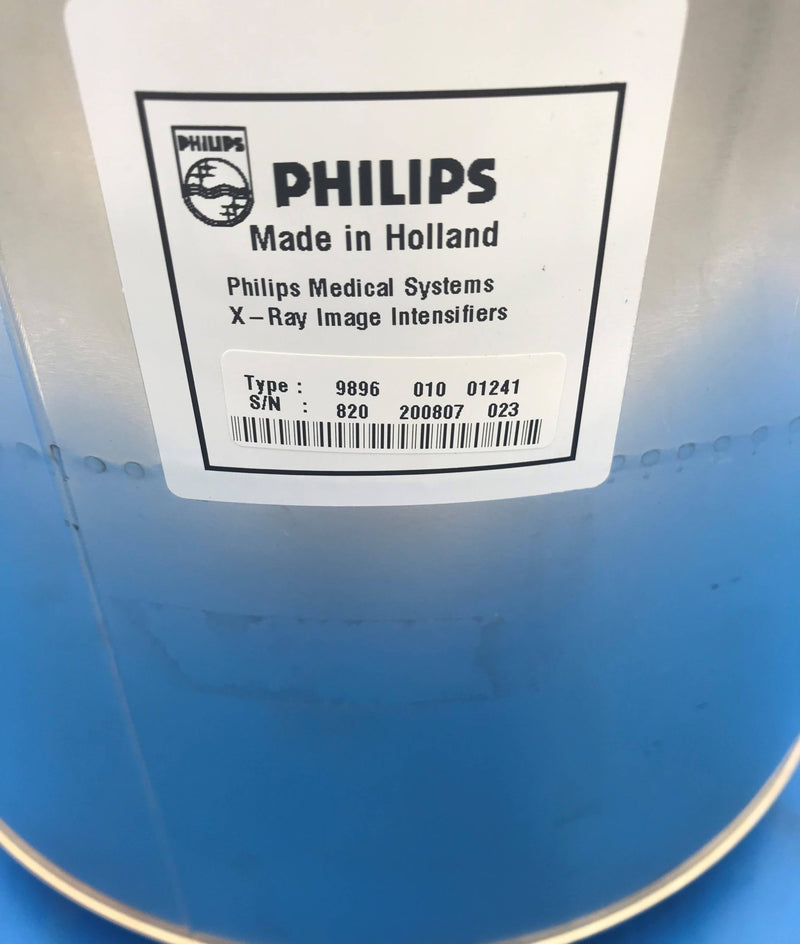 PHILIPS
PHILIPS
Made in Holland
Philips Medical Systems
X-Ray Image Intensifiers
Type : 9896 010 01241
S/N : 820 200807 023